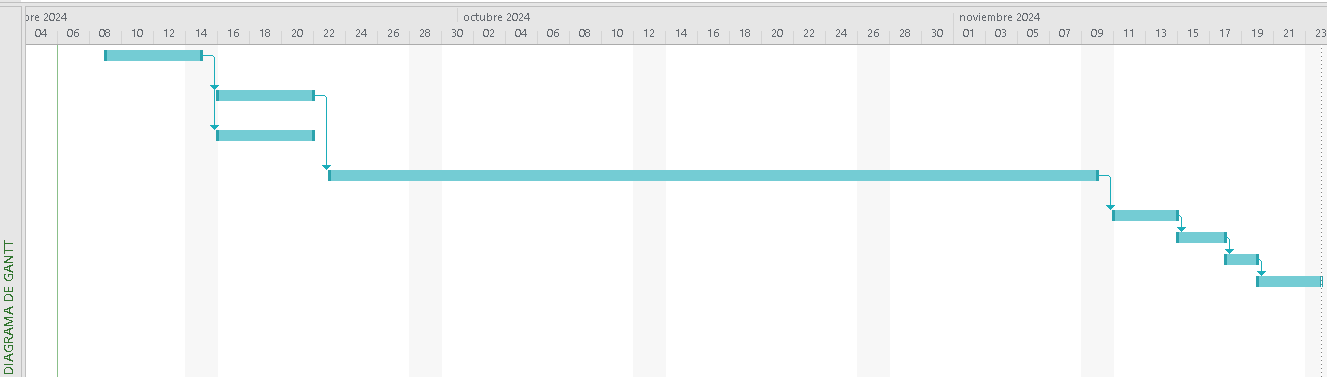 bre 2024
octubre 2024
noviembre 2024
04 06 08 10 12 14 16 18 20 22 24 26 28 30 02 04 06 08 10 12 14 16 18 20 22 24 26 28 30 01 03 05 07 09 11 13 15 17 19 21 23
DIAGRAMA DE GANTT